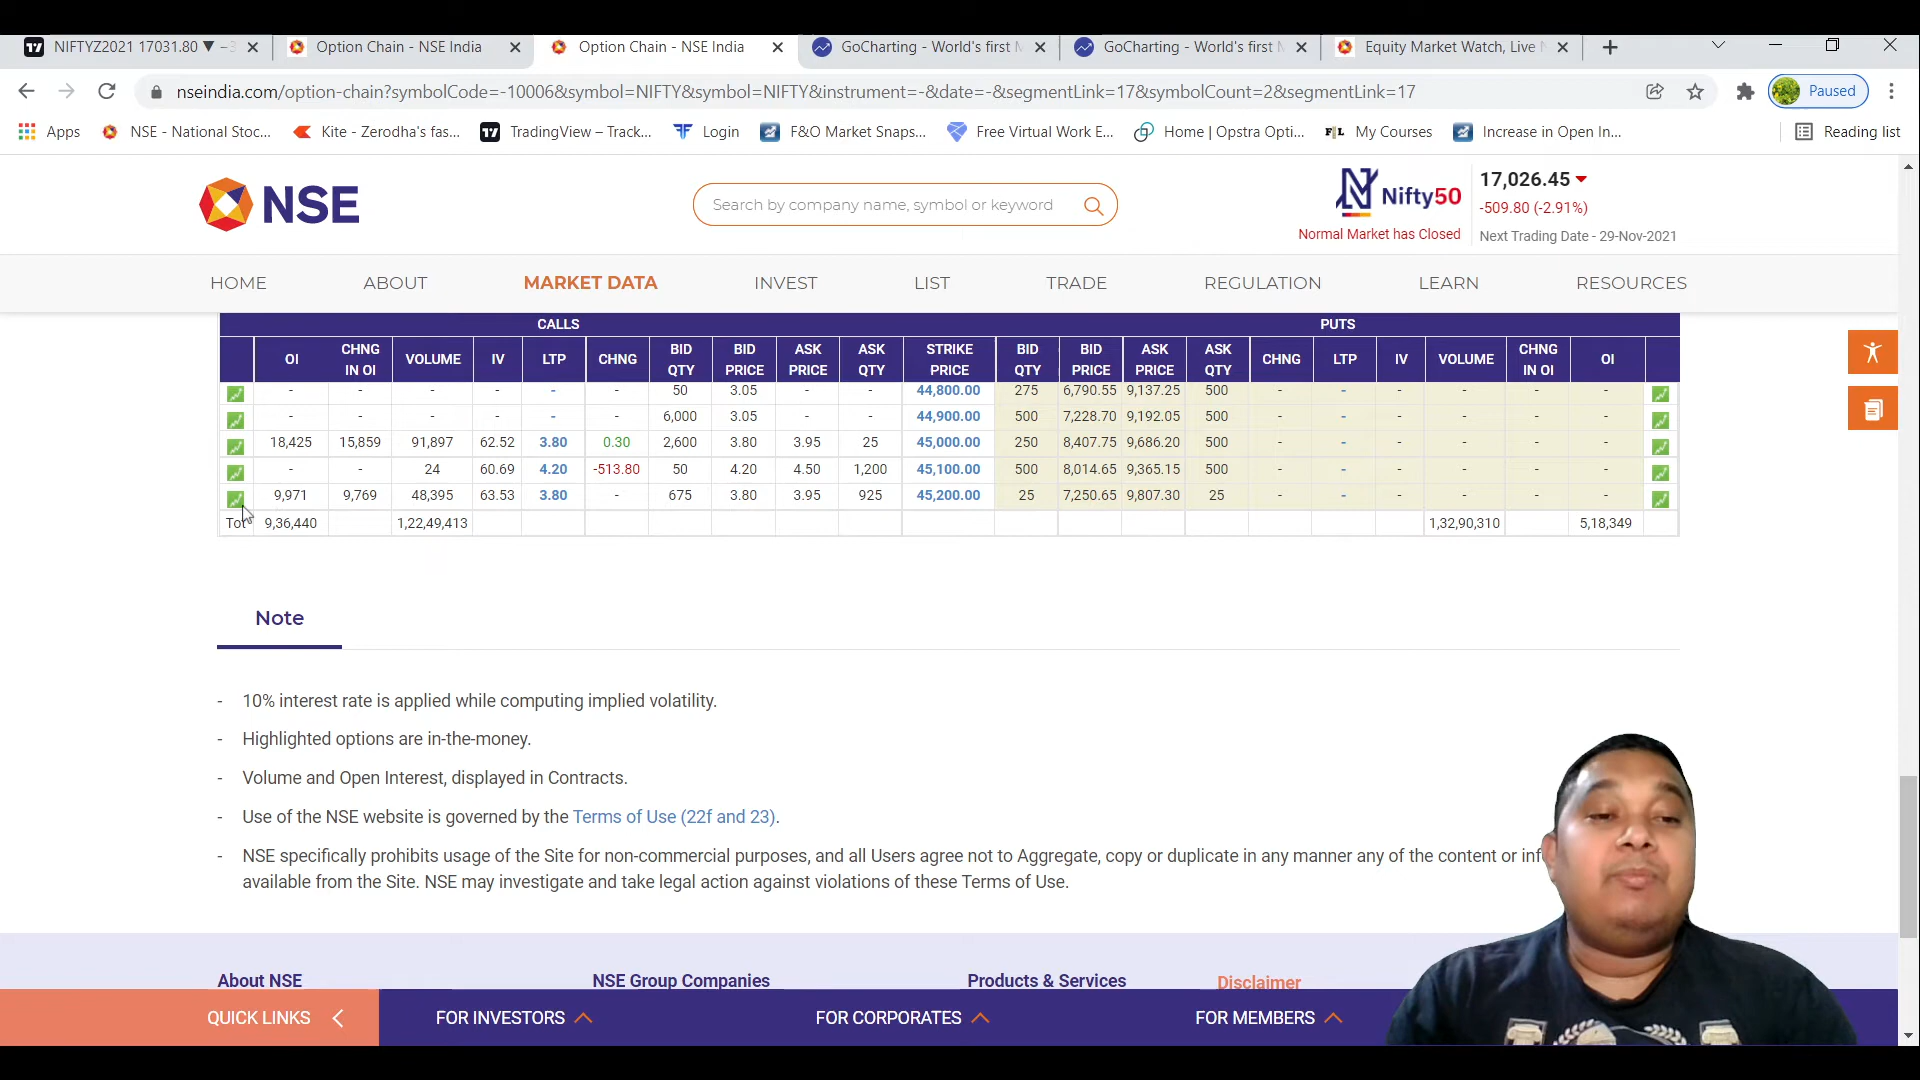 NIFTYZ2021 17031.80 ▼ −3
Option Chain - NSE India
Option Chain - NSE India
GoCharting - World's first M
GoCharting - World's first M
Equity Market Watch, Live N
nseindia.com/option-chain?symbolCode=-10006&symbol=NIFTY&symbol=NIFTY&instrument=-&date=-&segmentLink=17&symbolCount=2&segmentLink=17
Paused
Apps NSE - National Stoc... Kite - Zerodha's fas... TradingView – Track... Login F&O Market Snaps... Free Virtual Work E... Home | Opstra Opti... My Courses Increase in Open In... Reading list
NSE
Search by company name, symbol or keyword
Nifty50
17,026.45
-509.80 (-2.91%)
Normal Market has Closed
Next Trading Date - 29-Nov-2021
HOME ABOUT MARKET DATA INVEST LIST TRADE REGULATION LEARN RESOURCES
CALLS PUTS
OI CHNG IN OI VOLUME IV LTP CHNG BID QTY BID PRICE ASK PRICE ASK QTY STRIKE PRICE BID QTY BID PRICE ASK PRICE ASK QTY CHNG LTP IV VOLUME CHNG IN OI OI
- - - - - - 50 3.05 - - 44,800.00 275 6,790.55 9,137.25 500 - - - - - -
- - - - - - 6,000 3.05 - - 44,900.00 500 7,228.70 9,192.05 500 - - - - - -
18,425 15,859 91,897 62.52 3.80 0.30 2,600 3.80 3.95 25 45,000.00 250 8,407.75 9,686.20 500 - - - - - -
- - 24 60.69 4.20 -513.80 50 4.20 4.50 1,200 45,100.00 500 8,014.65 9,365.15 500 - - - - - -
9,971 9,769 48,395 63.53 3.80 - 675 3.80 3.95 925 45,200.00 25 7,250.65 9,807.30 25 - - - - - -
Tot 9,36,440 1,22,49,413 1,32,90,310 5,18,349
Note
- 10% interest rate is applied while computing implied volatility.
- Highlighted options are in-the-money.
- Volume and Open Interest, displayed in Contracts.
- Use of the NSE website is governed by the Terms of Use (22f and 23).
- NSE specifically prohibits usage of the Site for non-commercial purposes, and all Users agree not to Aggregate, copy or duplicate in any manner any of the content or inf
available from the Site. NSE may investigate and take legal action against violations of these Terms of Use.
About NSE NSE Group Companies Products & Services Disclaimer
QUICK LINKS FOR INVESTORS FOR CORPORATES FOR MEMBERS